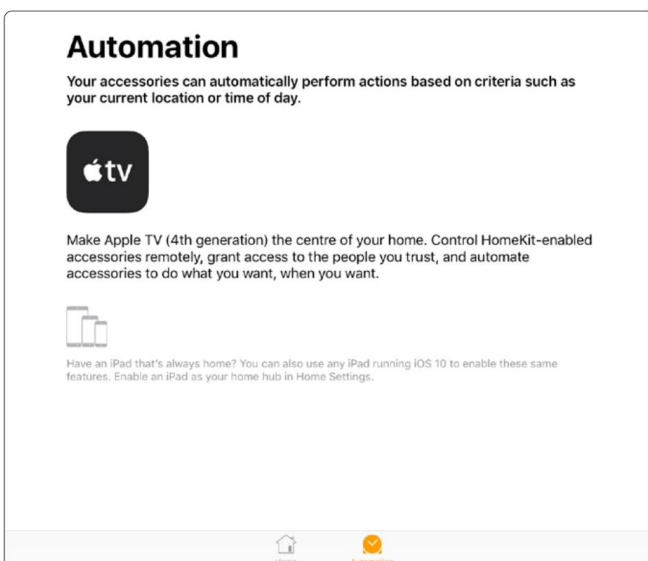 Automation
Your accessories can automatically perform actions based on criteria such as
your current location or time of day.
tv
Make Apple TV (4th generation) the centre of your home. Control HomeKit-enabled
accessories remotely, grant access to the people you trust, and automate
accessories to do what you want, when you want.
Have an iPad that's always home? You can also use any iPad running iOS 10 to enable these same
features. Enable an iPad as your home hub in Home Settings.
Home Automation